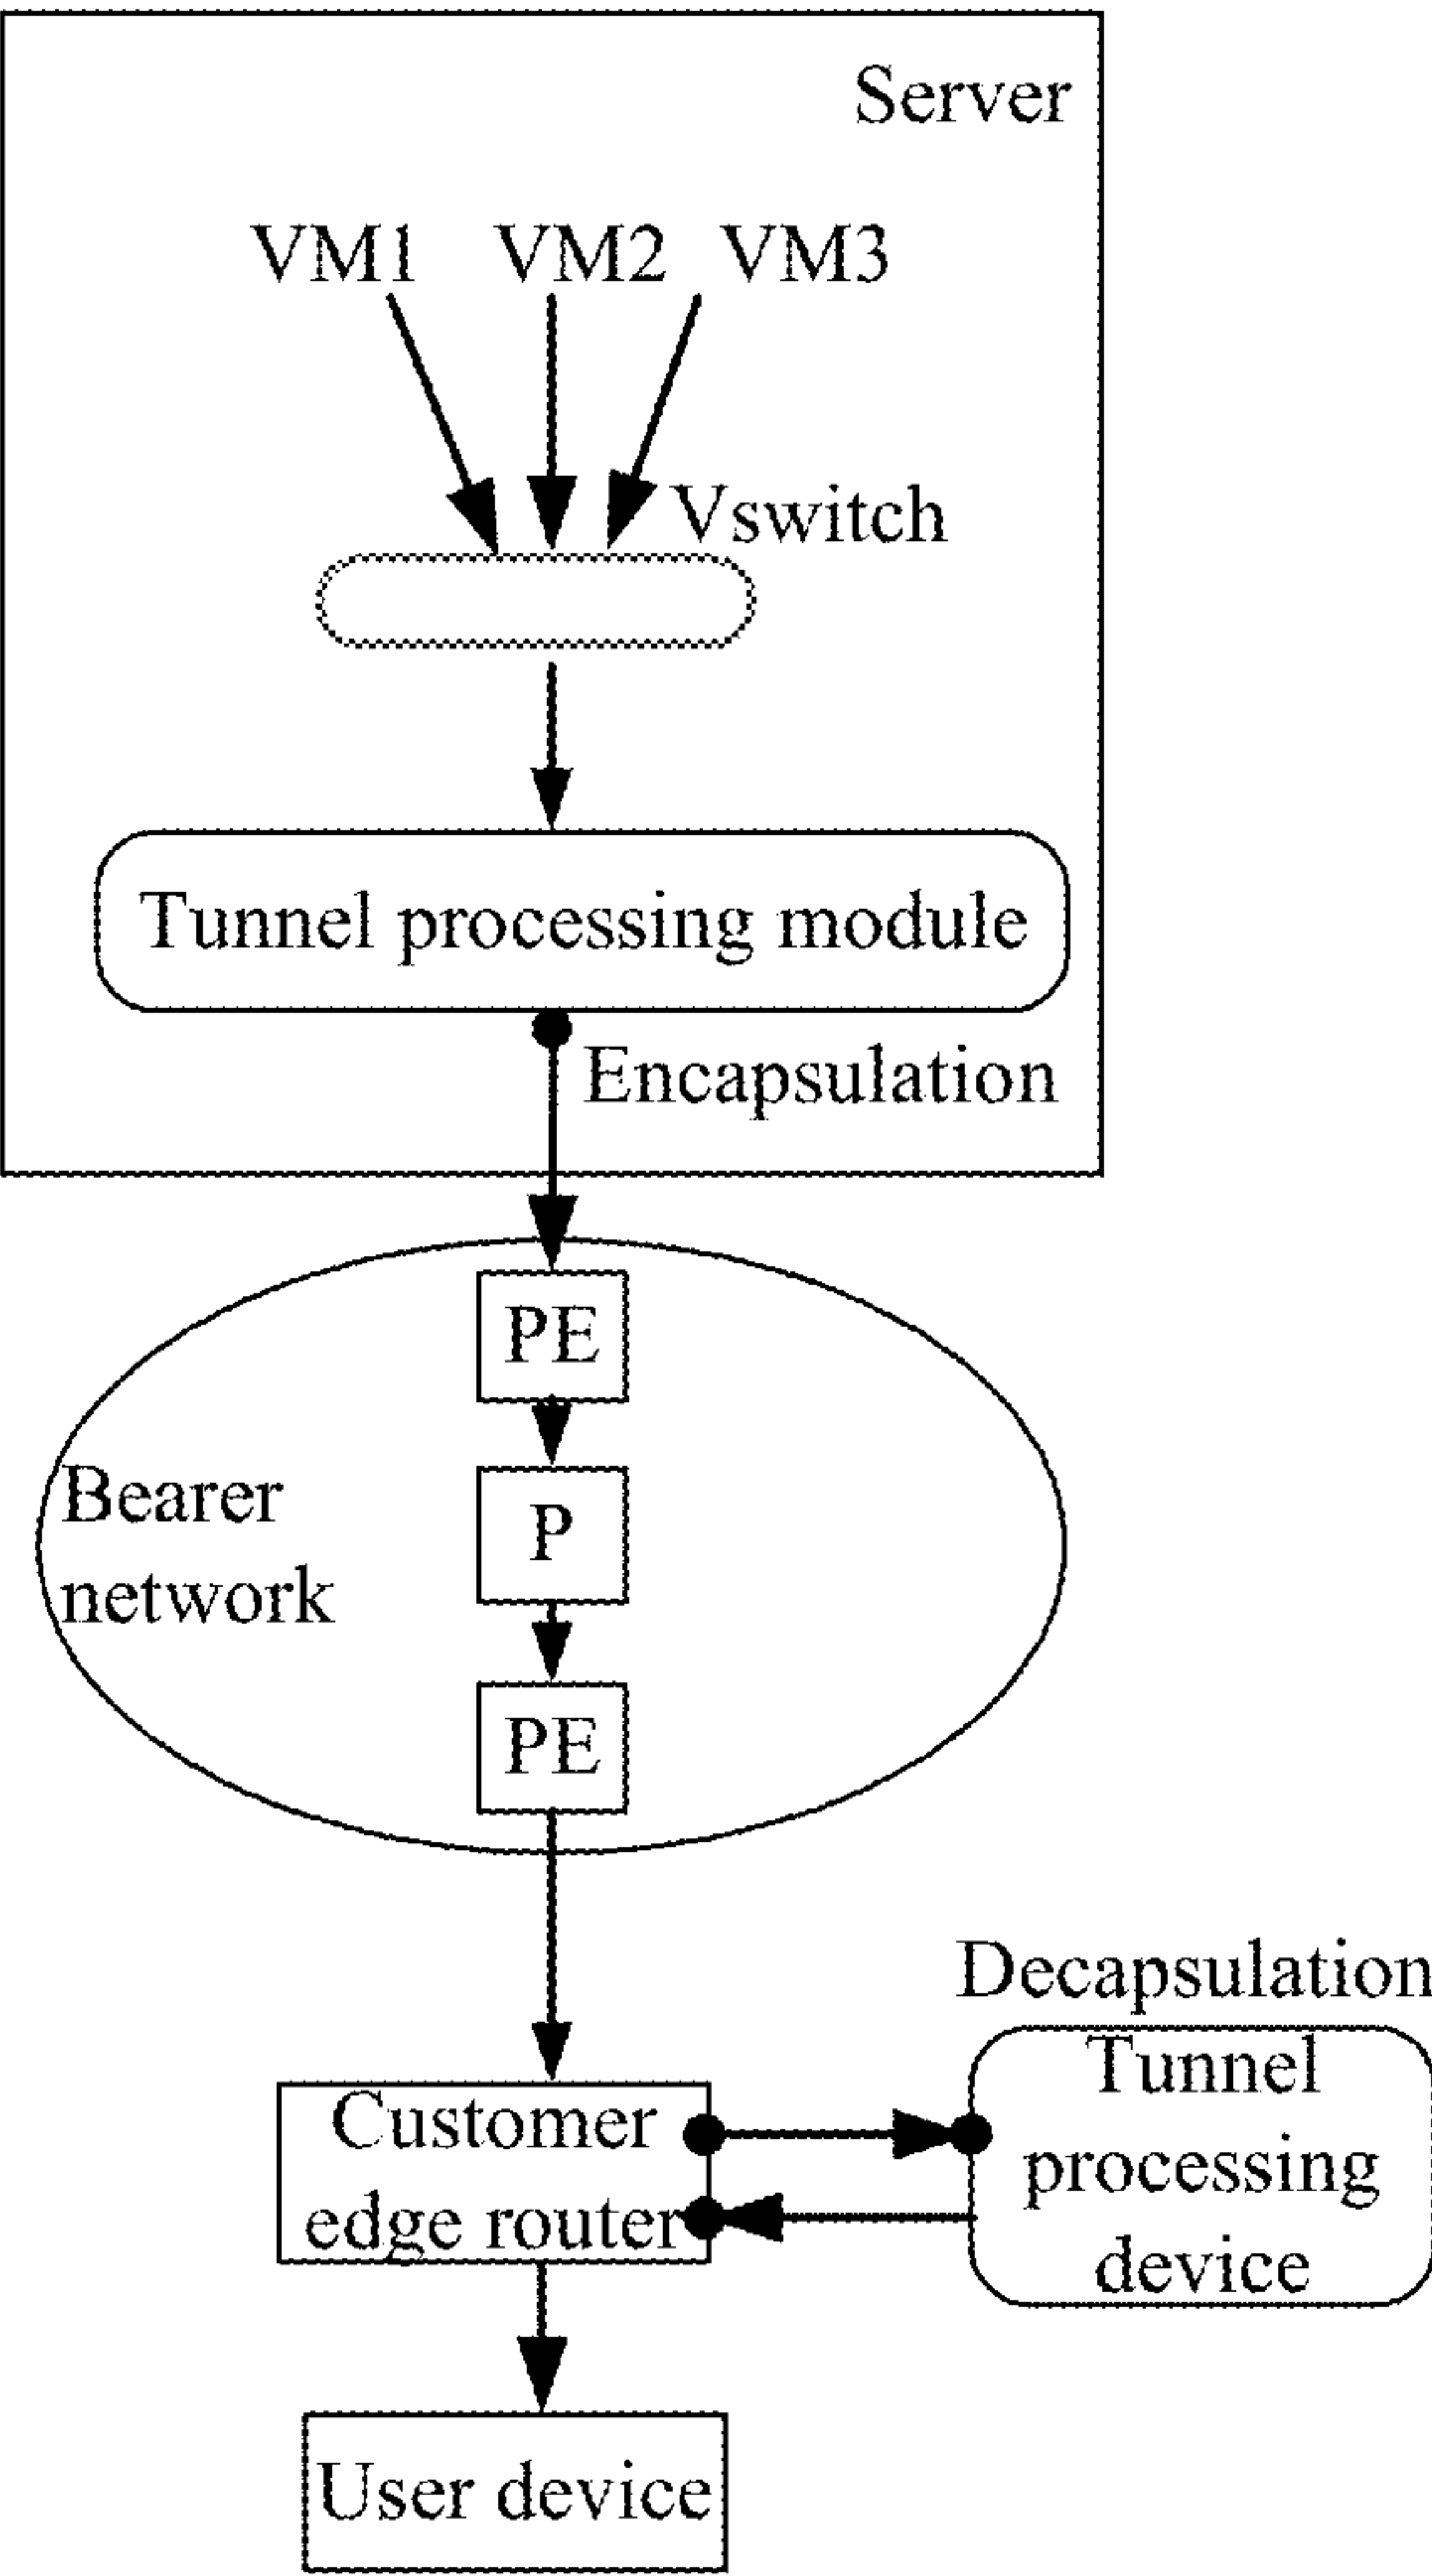 Server
VM1 VM2 VM3
Vswitch
Tunnel processing module
Encapsulation
PE
Bearer
network
P
PE
Decapsulation
Customer
edge router
Tunnel
processing
device
User device